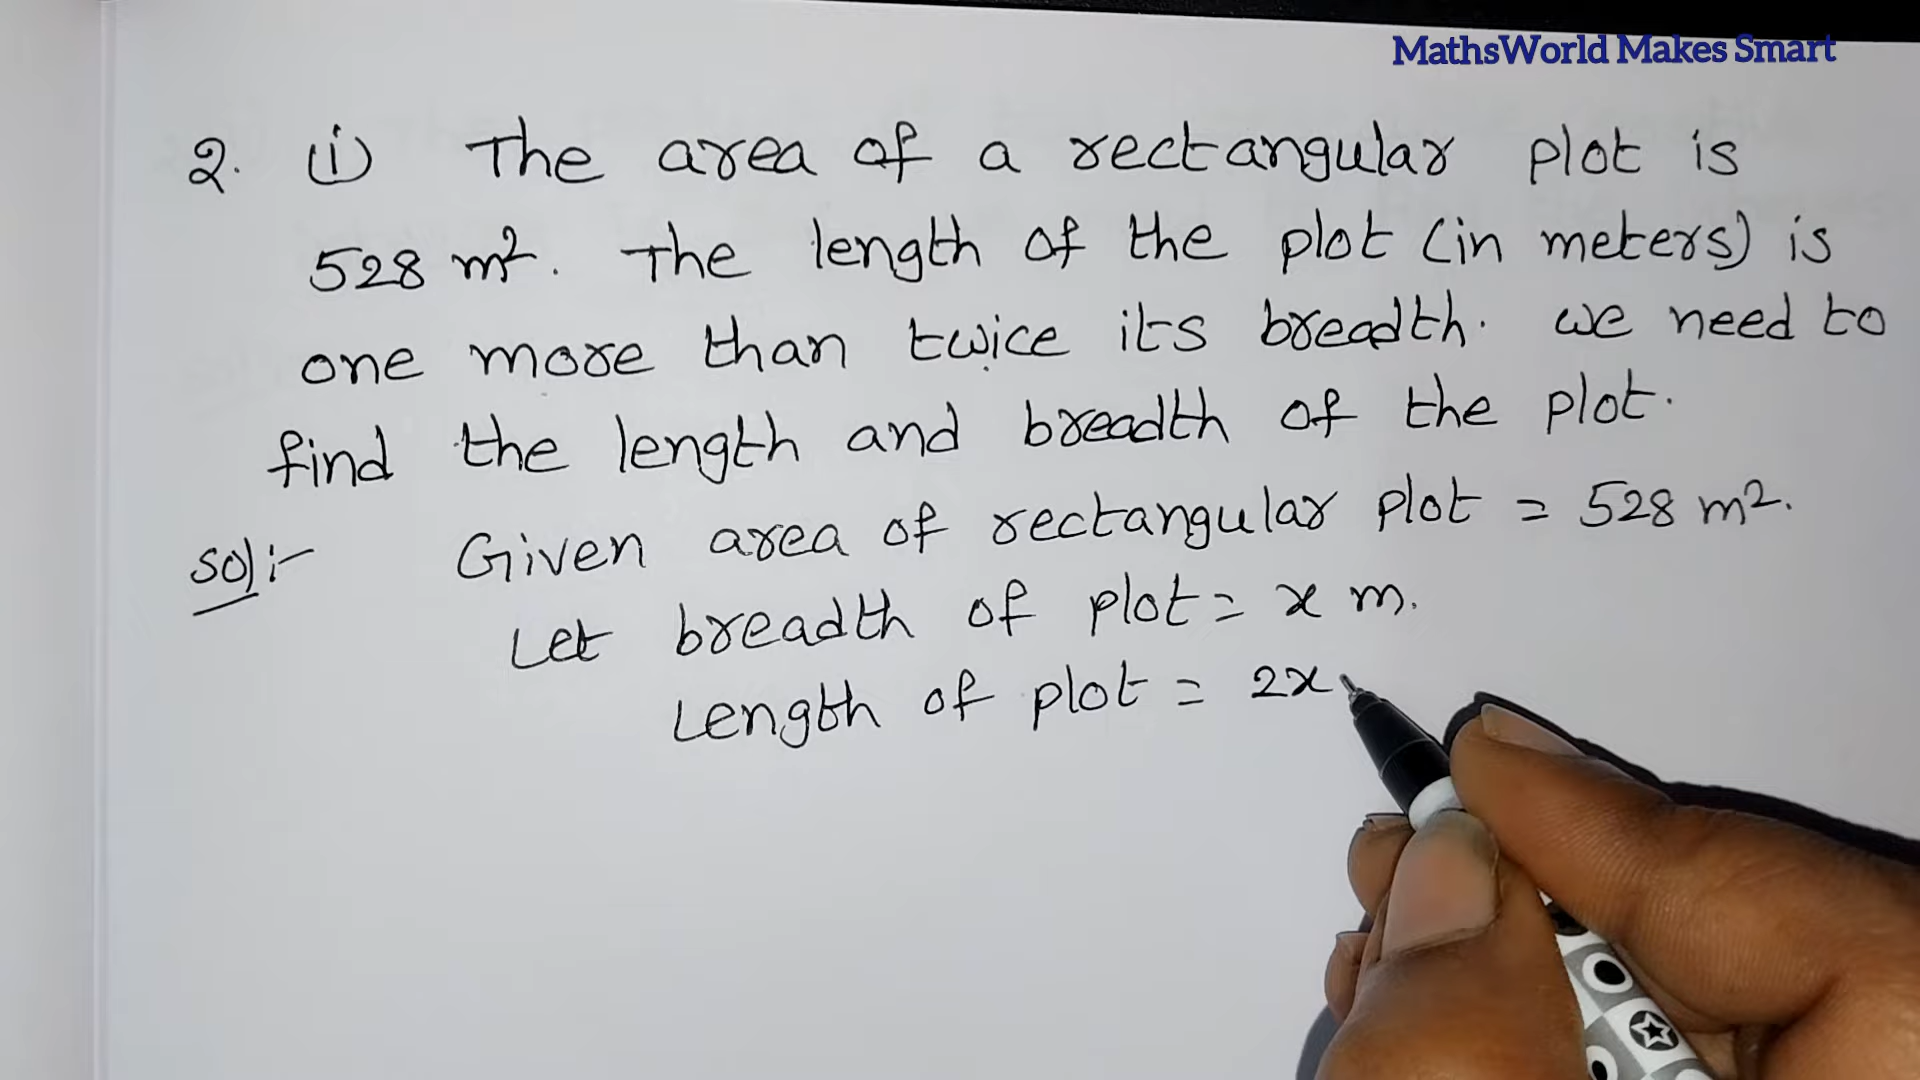 MathsWorld Makes Smart
2. (i) The area of a rectangular plot is
528 m². The length of the plot (in meters) is
one more than twice its breadth. we need to
find the length and breadth of the plot.
Sol:- Given area of rectangular plot = 528 m².
Let breadth of plot = x m.
Length of plot = 2x